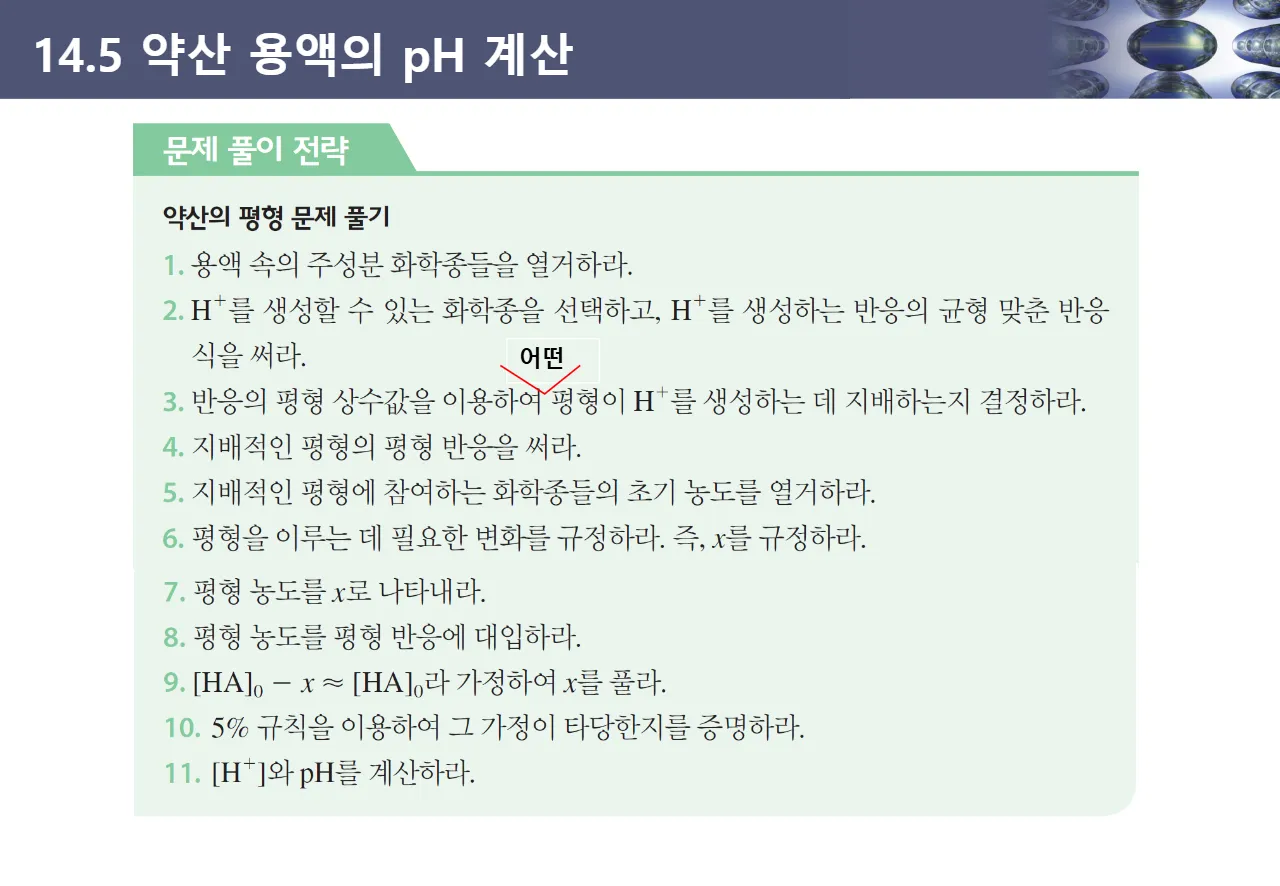 14.5 약산 용액의 pH 계산
문제 풀이 전략
약산의 평형 문제 풀기
1. 용액 속의 주성분 화학종들을 열거하라.
2. H⁺를 생성할 수 있는 화학종을 선택하고, H⁺를 생성하는 반응의 균형 맞춘 반응
식을 써라.
어떤
3. 반응의 평형 상수값을 이용하여 평형이 H⁺를 생성하는 데 지배하는지 결정하라.
4. 지배적인 평형의 평형 반응을 써라.
5. 지배적인 평형에 참여하는 화학종들의 초기 농도를 열거하라.
6. 평형을 이루는 데 필요한 변화를 규정하라. 즉, x를 규정하라.
7. 평형 농도를 x로 나타내라.
8. 평형 농도를 평형 반응에 대입하라.
9. [HA]₀ − x ≈ [HA]₀라 가정하여 x를 풀라.
10. 5% 규칙을 이용하여 그 가정이 타당한지를 증명하라.
11. [H⁺]와 pH를 계산하라.